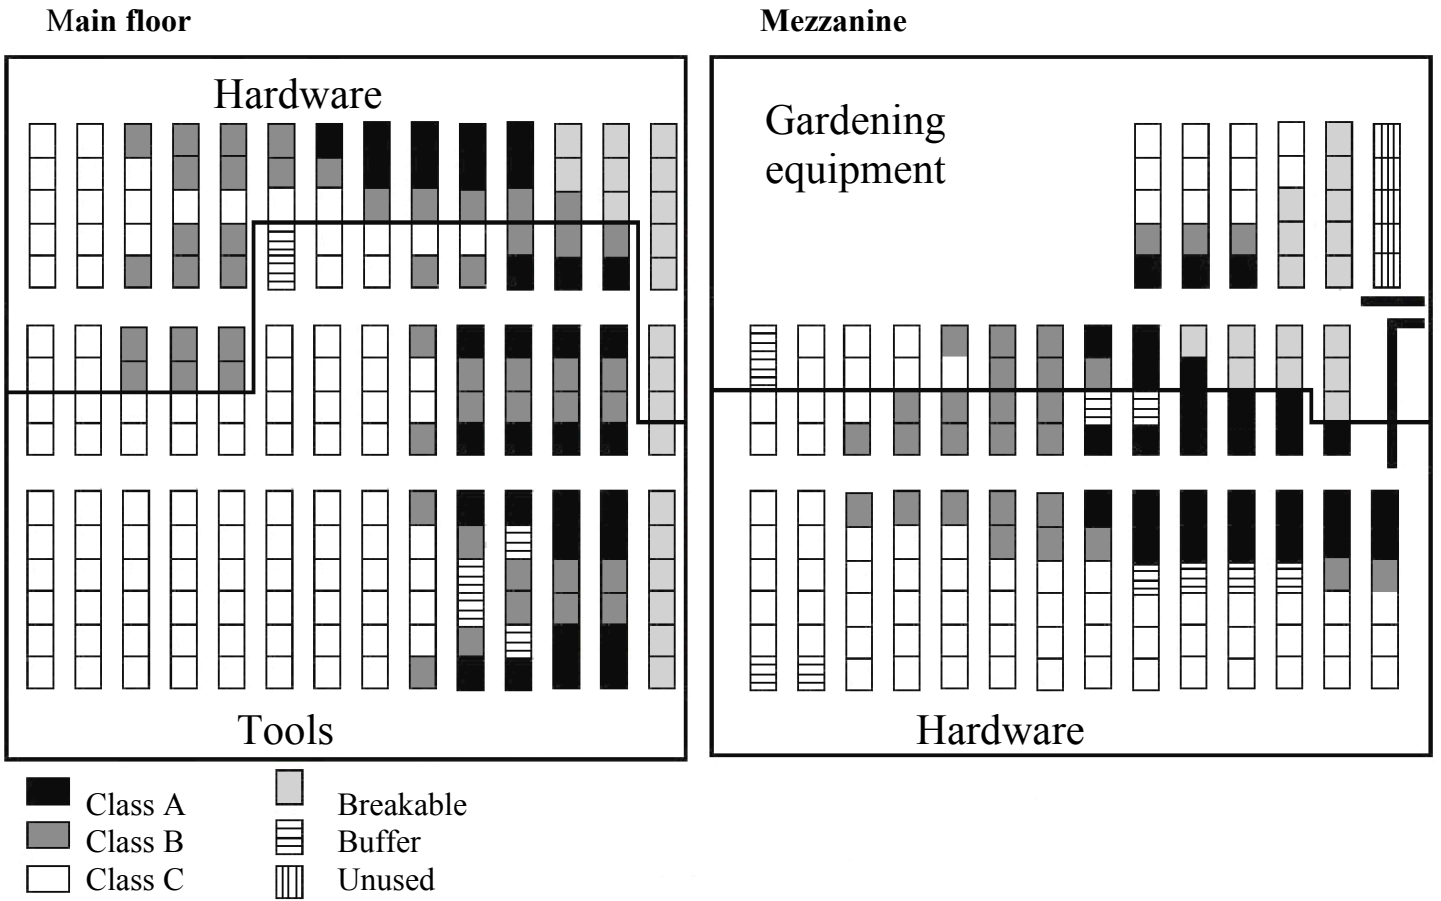 Main floor
Mezzanine
Hardware
Gardening
equipment
Tools
Hardware
Class A
Breakable
Class B
Buffer
Class C
Unused